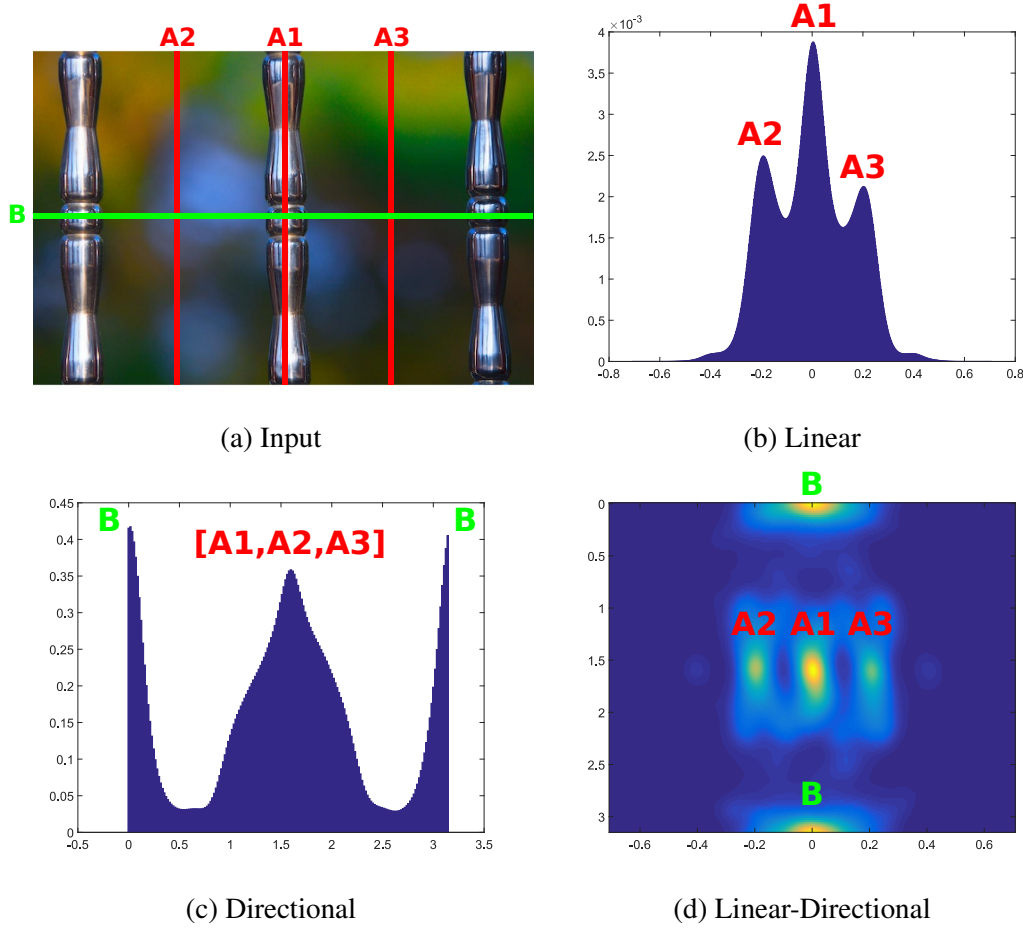 A2 A1 A3
B
(a) Input
×10⁻³
A1
A2
A3
4
3.5
3
2.5
2
1.5
1
0.5
0
-0.8 -0.6 -0.4 -0.2 0 0.2 0.4 0.6 0.8
(b) Linear
0.45
0.4
0.35
0.3
0.25
0.2
0.15
0.1
0.05
0
B B
[A1,A2,A3]
-0.5 0 0.5 1 1.5 2 2.5 3 3.5
(c) Directional
B
0
0.5
1
1.5
2
2.5
3
A2 A1 A3
B
-0.6 -0.4 -0.2 0 0.2 0.4 0.6
(d) Linear-Directional